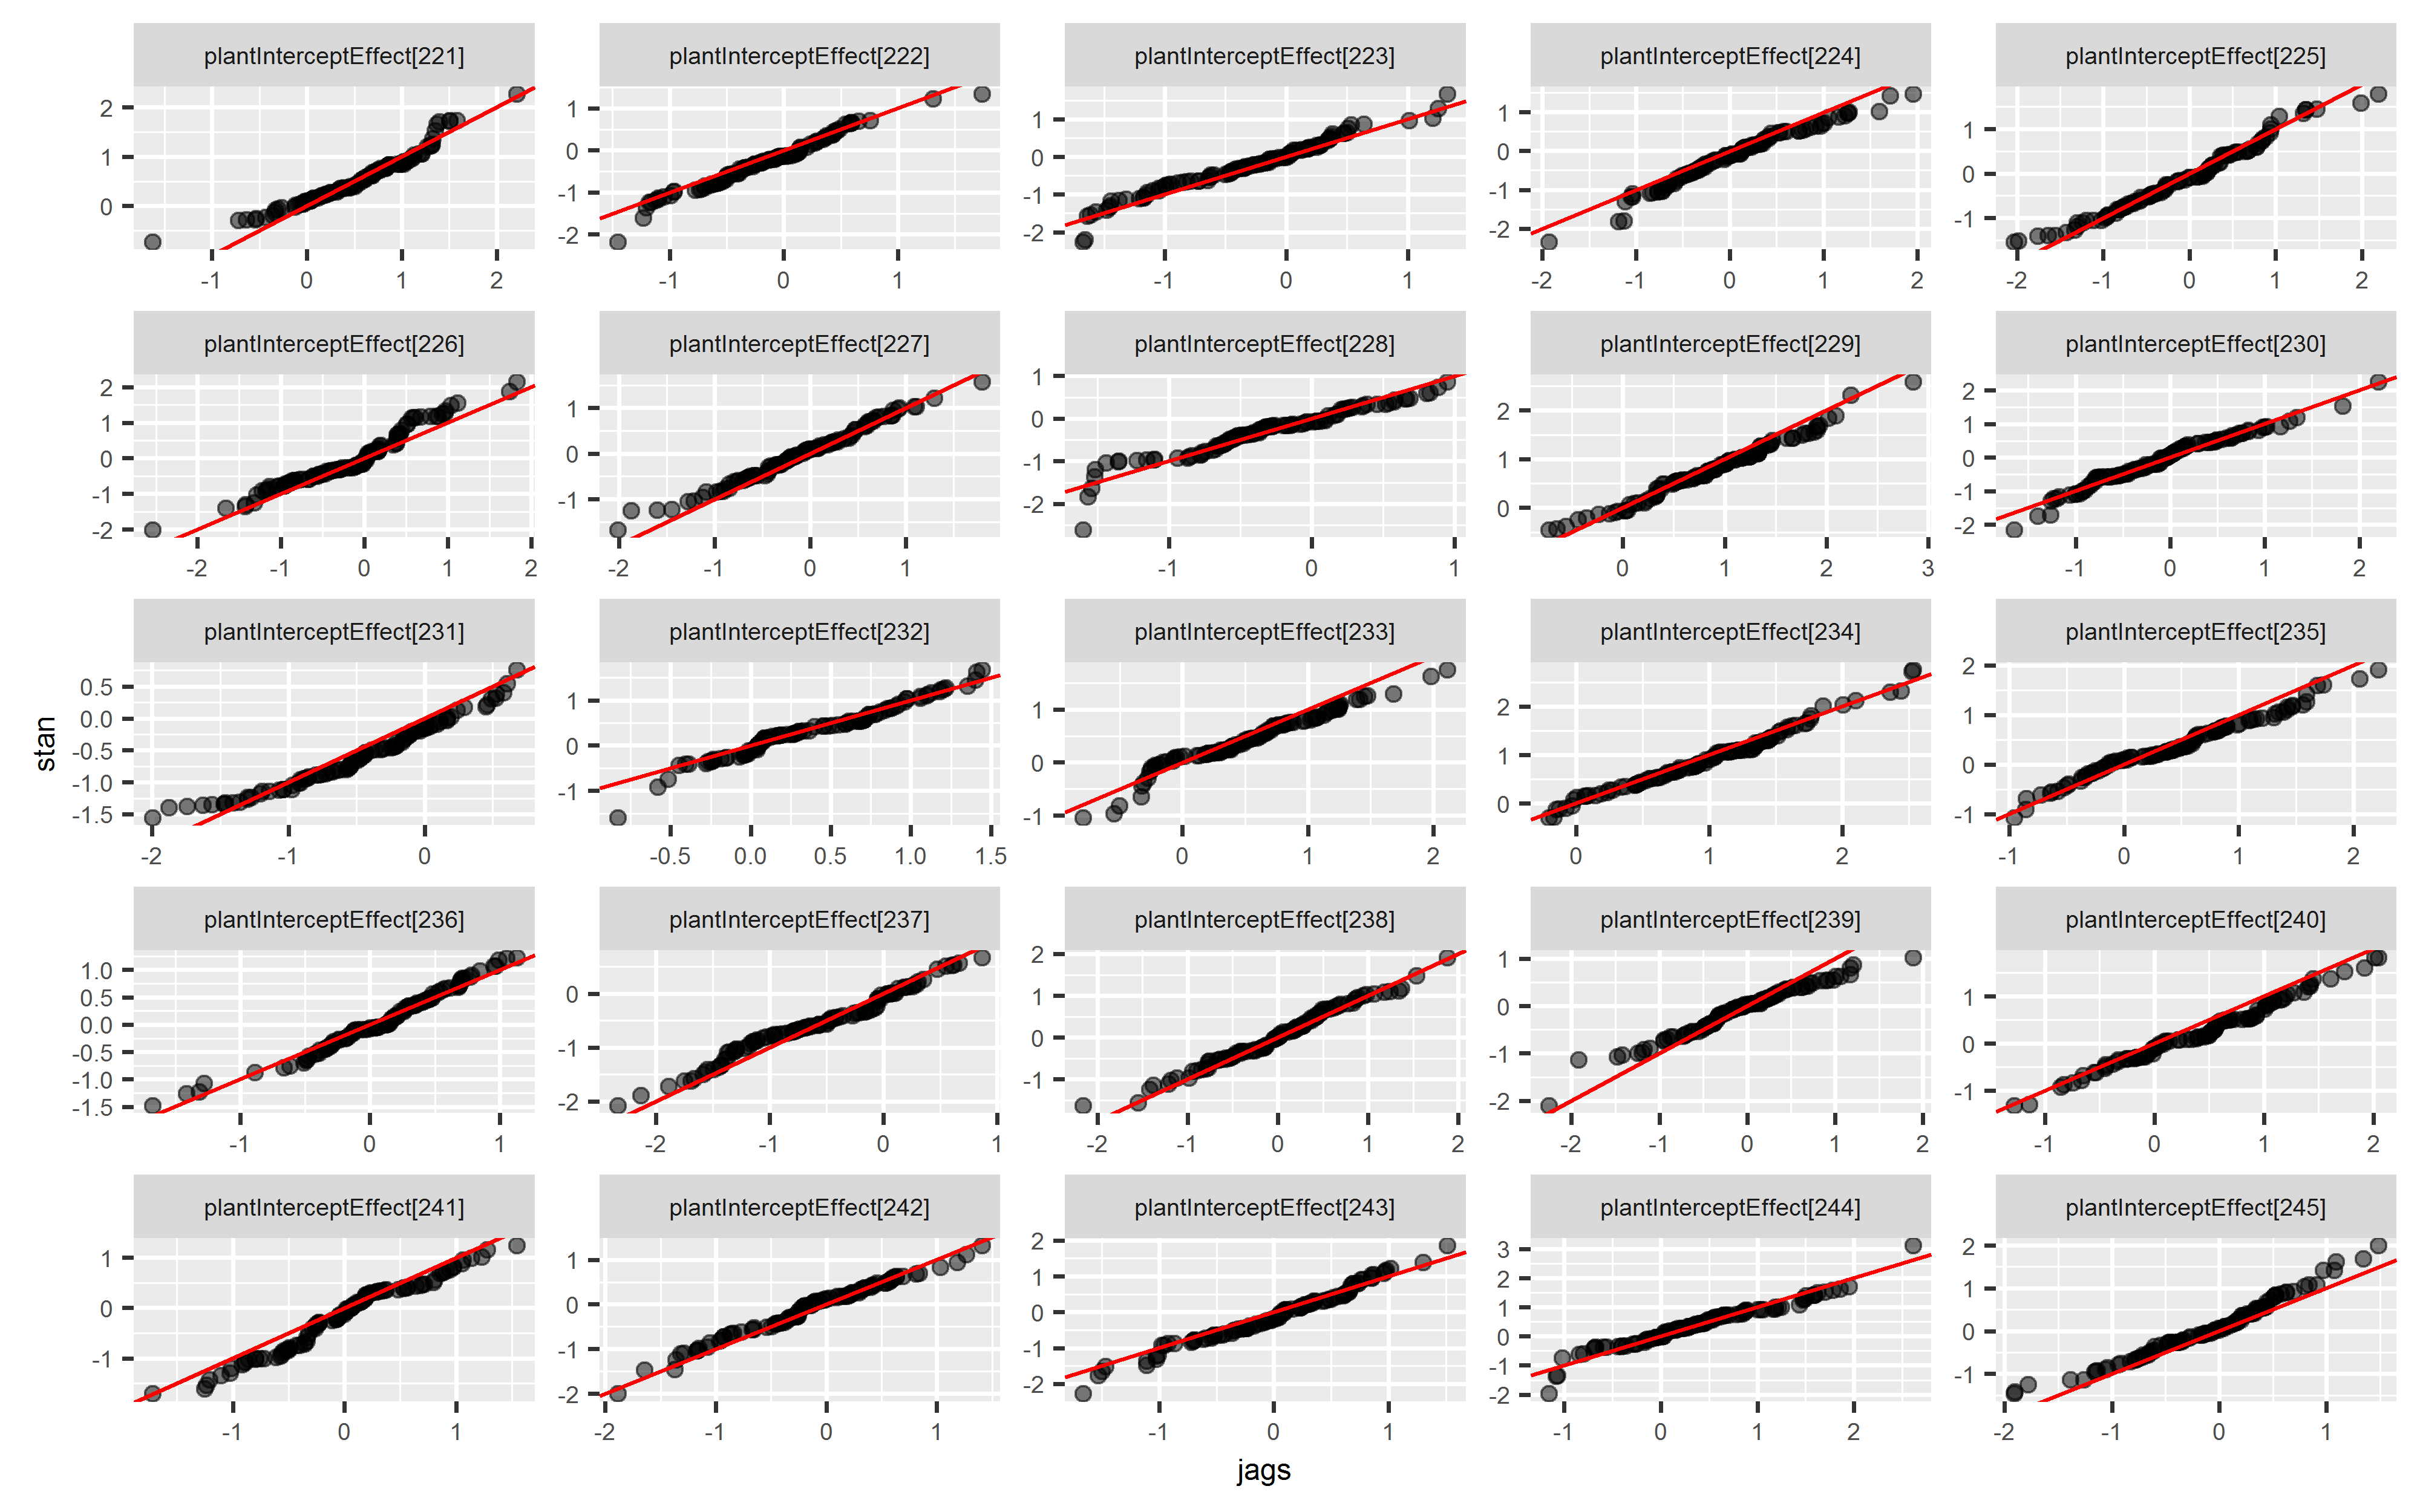 plantInterceptEffect[221] plantInterceptEffect[222] plantInterceptEffect[223] plantInterceptEffect[224] plantInterceptEffect[225]
2 1 0
1 0 -1 -2
1 0 -1 -2
1 0 -1 -2
1 0 -1
-1 0 1 2
-1 0 1
-1 0 1
-2 -1 0 1 2
-2 -1 0 1 2
plantInterceptEffect[226] plantInterceptEffect[227] plantInterceptEffect[228] plantInterceptEffect[229] plantInterceptEffect[230]
2 1 0 -1 -2
1 0 -1
1 0 -1 -2
2 1 0
2 1 0 -1 -2
-2 -1 0 1 2
-2 -1 0 1
-1 0 1
0 1 2 3
-1 0 1 2
plantInterceptEffect[231] plantInterceptEffect[232] plantInterceptEffect[233] plantInterceptEffect[234] plantInterceptEffect[235]
stan
0.5 0.0 -0.5 -1.0 -1.5
1 0 -1
1 0 -1
2 1 0
2 1 0 -1
-2 -1 0
-0.5 0.0 0.5 1.0 1.5
0 1 2
0 1 2
-1 0 1 2
plantInterceptEffect[236] plantInterceptEffect[237] plantInterceptEffect[238] plantInterceptEffect[239] plantInterceptEffect[240]
1.0 0.5 0.0 -0.5 -1.0 -1.5
0 -1 -2
2 1 0 -1
1 0 -1 -2
1 0 -1
-1 0 1
-2 -1 0 1
-2 -1 0 1 2
-2 -1 0 1 2
-1 0 1 2
plantInterceptEffect[241] plantInterceptEffect[242] plantInterceptEffect[243] plantInterceptEffect[244] plantInterceptEffect[245]
1 0 -1
1 0 -1 -2
2 1 0 -1 -2
3 2 1 0 -1 -2
2 1 0 -1
-1 0 1
-2 -1 0 1
-1 0 1
-1 0 1 2
-2 -1 0 1
jags